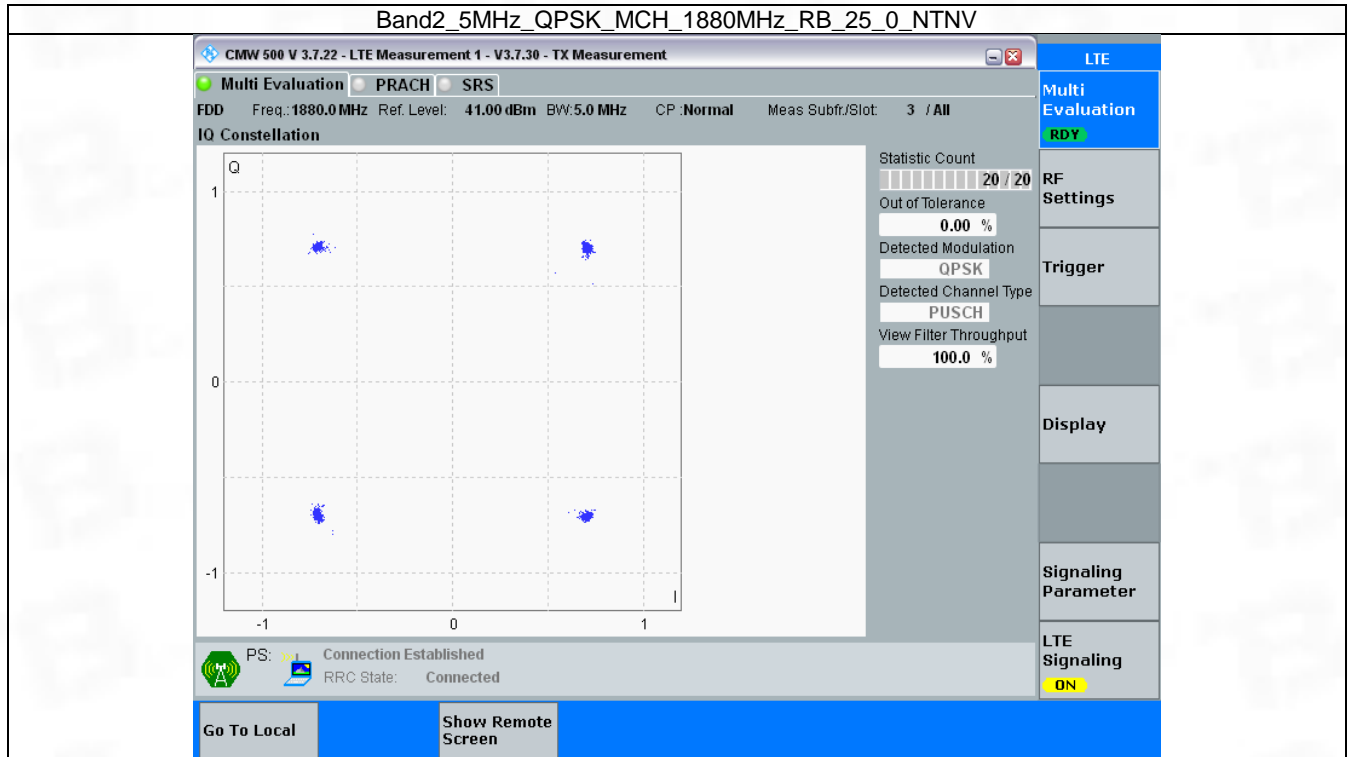 Band2_5MHz_QPSK_MCH_1880MHz_RB_25_0_NTNV
CMW 500 V 3.7.22 - LTE Measurement 1 - V3.7.30 - TX Measurement
LTE
Multi Evaluation PRACH SRS
FDD Freq.:1880.0 MHz Ref. Level: 41.00 dBm BW:5.0 MHz CP :Normal Meas Subfr./Slot: 3 / All
Multi
Evaluation
RDY
IQ Constellation
Q
1
0
-1
-1 0 1
I
Statistic Count
20 / 20
Out of Tolerance
0.00 %
Detected Modulation
QPSK
Detected Channel Type
PUSCH
View Filter Throughput
100.0 %
RF
Settings
Trigger
Display
Signaling
Parameter
LTE
Signaling
ON
PS: Connection Established
RRC State: Connected
Go To Local
Show Remote
Screen